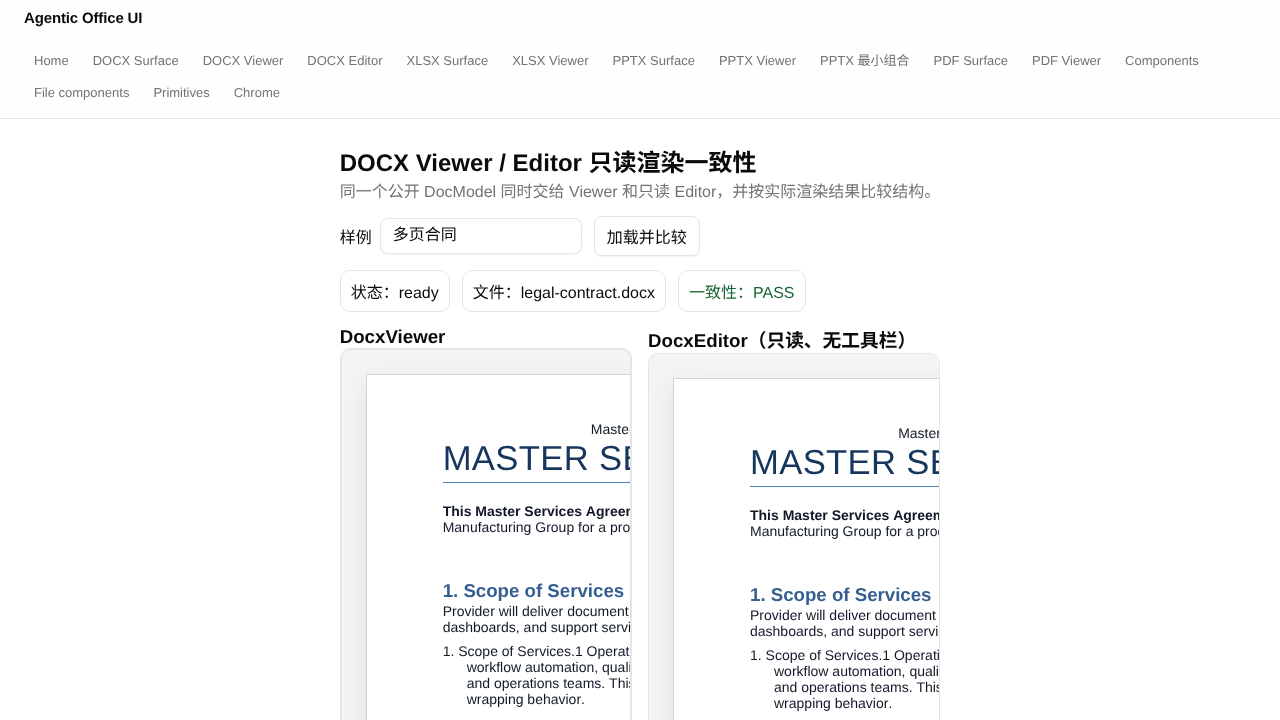 Agentic Office UI
Home DOCX Surface DOCX Viewer DOCX Editor XLSX Surface XLSX Viewer PPTX Surface PPTX Viewer PPTX 最小组合 PDF Surface PDF Viewer Components
File components Primitives Chrome
DOCX Viewer / Editor 只读渲染一致性
同一个公开 DocModel 同时交给 Viewer 和只读 Editor，并按实际渲染结果比较结构。
样例 多页合同 加载并比较
状态：ready 文件：legal-contract.docx 一致性：PASS
DocxViewer
Maste
MASTER SE
This Master Services Agreer
Manufacturing Group for a pro
1. Scope of Services
Provider will deliver document
dashboards, and support servi
1. Scope of Services.1 Operat
workflow automation, quali
and operations teams. This
wrapping behavior.
DocxEditor（只读、无工具栏）
Master
MASTER SE
This Master Services Agreem
Manufacturing Group for a pro
1. Scope of Services
Provider will deliver document
dashboards, and support servi
1. Scope of Services.1 Operati
workflow automation, quali
and operations teams. This
wrapping behavior.